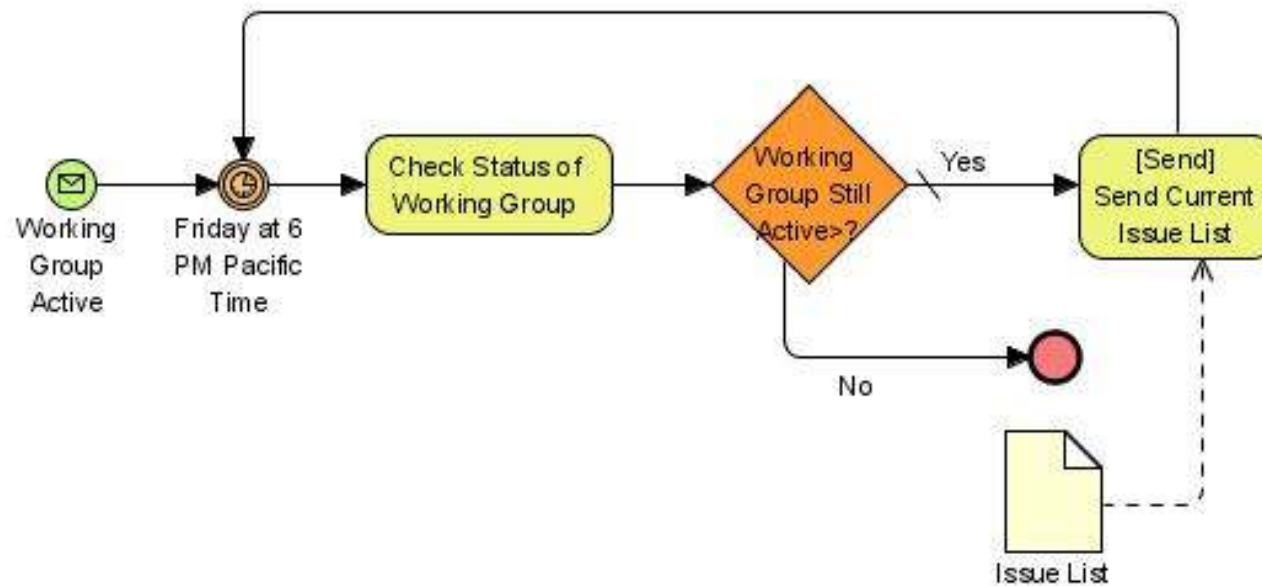 Working
Group
Active
Friday at 6
PM Pacific
Time
Check Status of
Working Group
Working
Group Still
Active>?
Yes
No
[Send]
Send Current
Issue List
Issue List